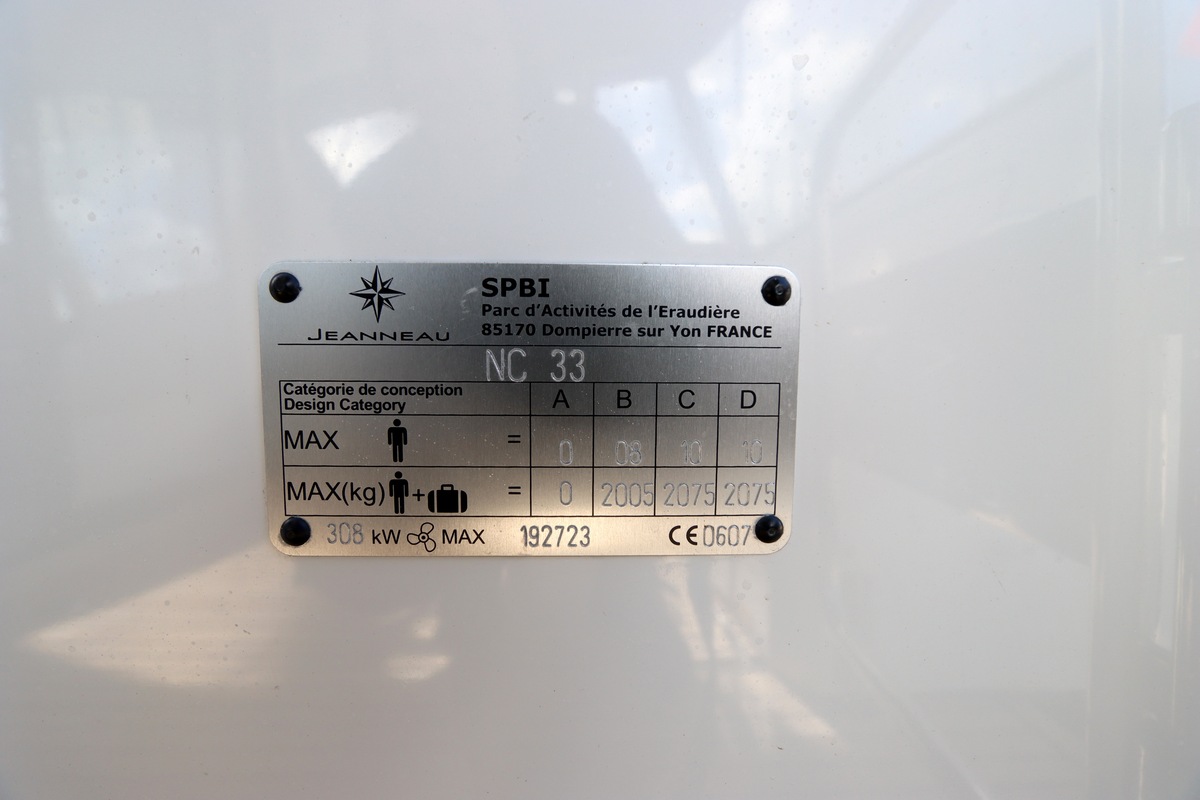 JEANNEAU
SPBI
Parc d'Activités de l'Eraudière
85170 Dompierre sur Yon FRANCE
NC 33
Catégorie de conception
Design Category A B C D
MAX = 0 08 10 10
MAX(kg) + = 0 2005 2075 2075
308 kW MAX 192723 CE 0607